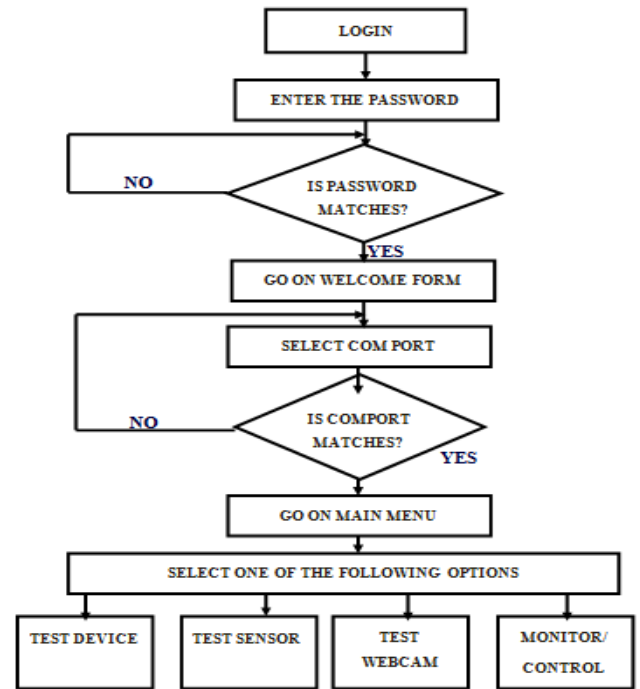 LOGIN
ENTER THE PASSWORD
IS PASSWORD
MATCHES?
NO
YES
GO ON WELCOME FORM
SELECT COM PORT
IS COMPORT
MATCHES?
NO
YES
GO ON MAIN MENU
SELECT ONE OF THE FOLLOWING OPTIONS
TEST DEVICE
TEST SENSOR
TEST
WEBCAM
MONITOR/
CONTROL